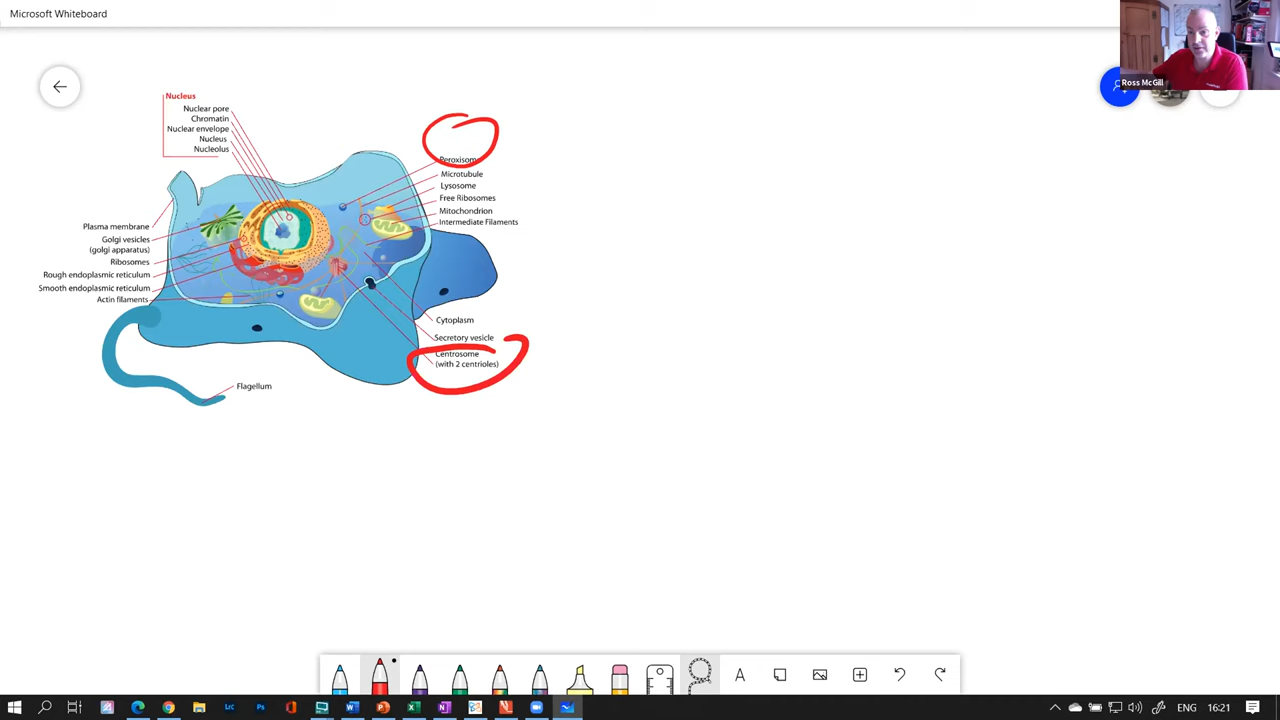 Microsoft Whiteboard
Ross McGill
Nucleus
Nuclear pore
Chromatin
Nuclear envelope
Nucleus
Nucleolus
Peroxisome
Microtubule
Lysosome
Free Ribosomes
Mitochondrion
Intermediate Filaments
Plasma membrane
Golgi vesicles
(golgi apparatus)
Ribosomes
Rough endoplasmic reticulum
Smooth endoplasmic reticulum
Actin filaments
Cytoplasm
Secretory vesicle
Centrosome
(with 2 centrioles)
Flagellum
A
Lrc
Ps
ENG
16:21